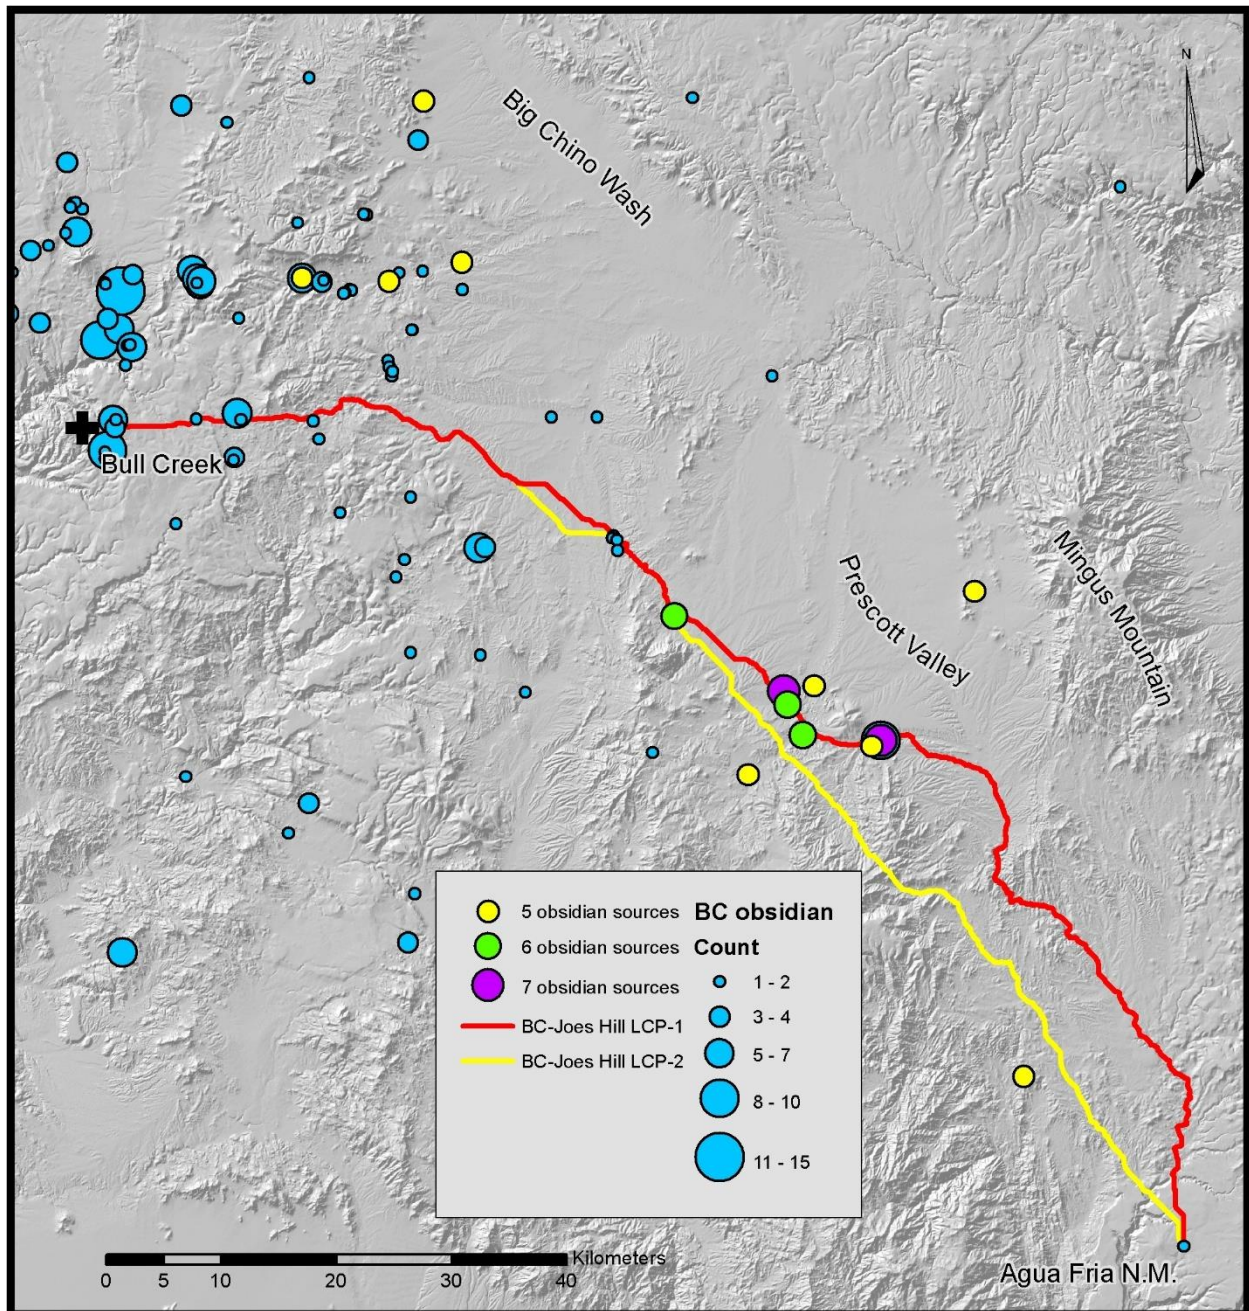 N
Big Chino Wash
Bull Creek
Prescott Valley
Mingus Mountain
5 obsidian sources
6 obsidian sources
7 obsidian sources
BC-Joes Hill LCP-1
BC-Joes Hill LCP-2
BC obsidian
Count
1 - 2
3 - 4
5 - 7
8 - 10
11 - 15
Kilometers
0 5 10 20 30 40
Agua Fria N.M.